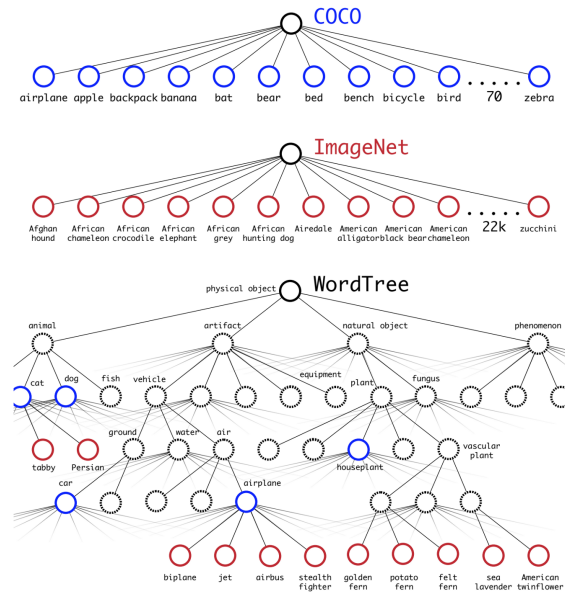 COCO
airplane apple backpack banana bat bear bed bench bicycle bird ..... 70 zebra
ImageNet
Afghan hound
African chameleon
African crocodile
African elephant
African grey
African hunting dog
Airedale
American alligator
American black bear
American chameleon
..... 22k
zucchini
WordTree
physical object
animal artifact natural object phenomenon
cat dog fish vehicle equipment plant fungus
ground water air vascular plant
tabby Persian houseplant
car airplane
biplane jet airbus stealth fighter golden fern potato fern felt fern sea lavender American twinflower